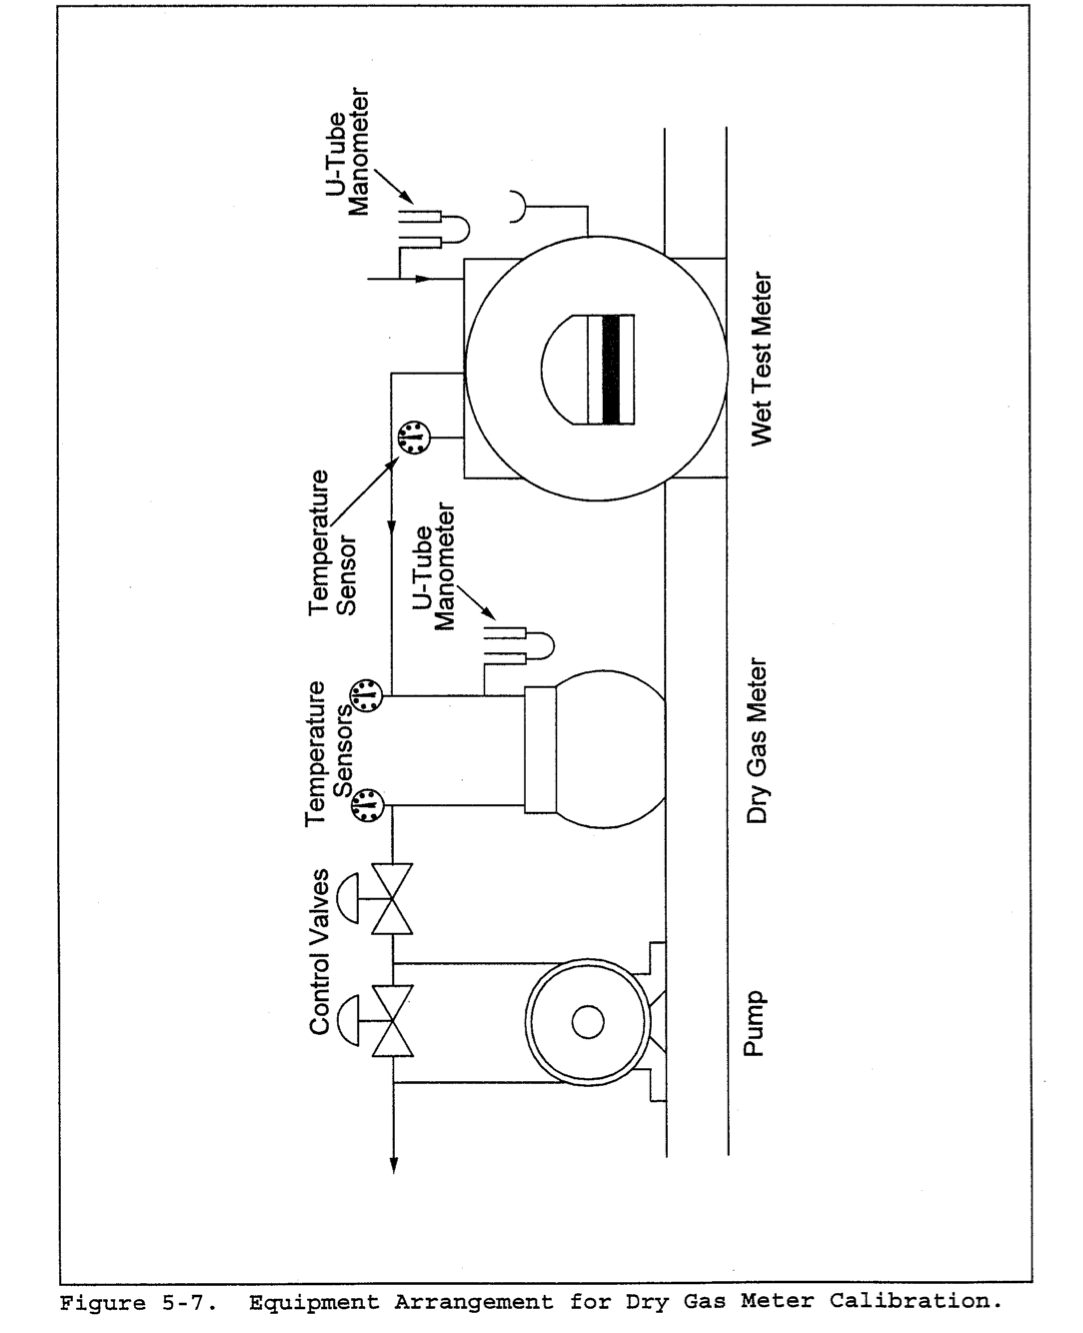 U-Tube
Manometer
Temperature
Sensor
U-Tube
Manometer
Temperature
Sensors
Control Valves
Wet Test Meter
Dry Gas Meter
Pump
Figure 5-7. Equipment Arrangement for Dry Gas Meter Calibration.